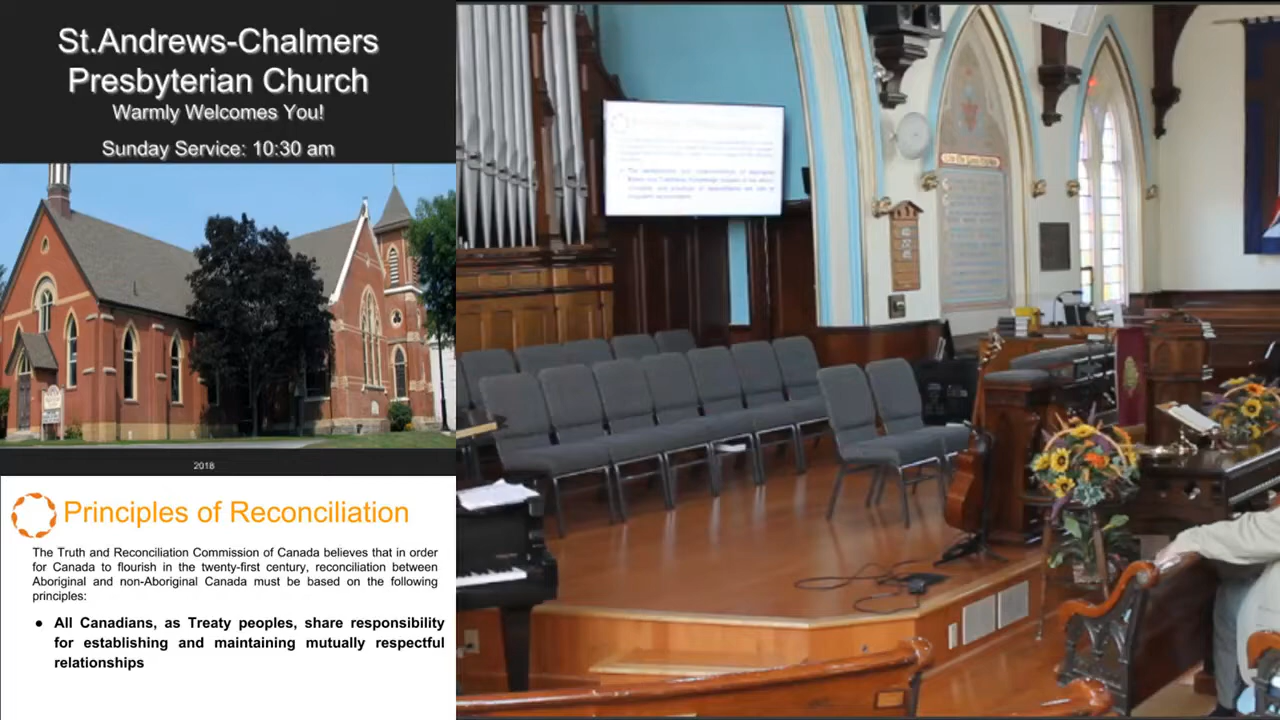 St.Andrews-Chalmers
Presbyterian Church
Warmly Welcomes You!
Sunday Service: 10:30 am
2018
Principles of Reconciliation
The Truth and Reconciliation Commission of Canada believes that in order
for Canada to flourish in the twenty-first century, reconciliation between
Aboriginal and non-Aboriginal Canada must be based on the following
principles:
● All Canadians, as Treaty peoples, share responsibility
for establishing and maintaining mutually respectful
relationships